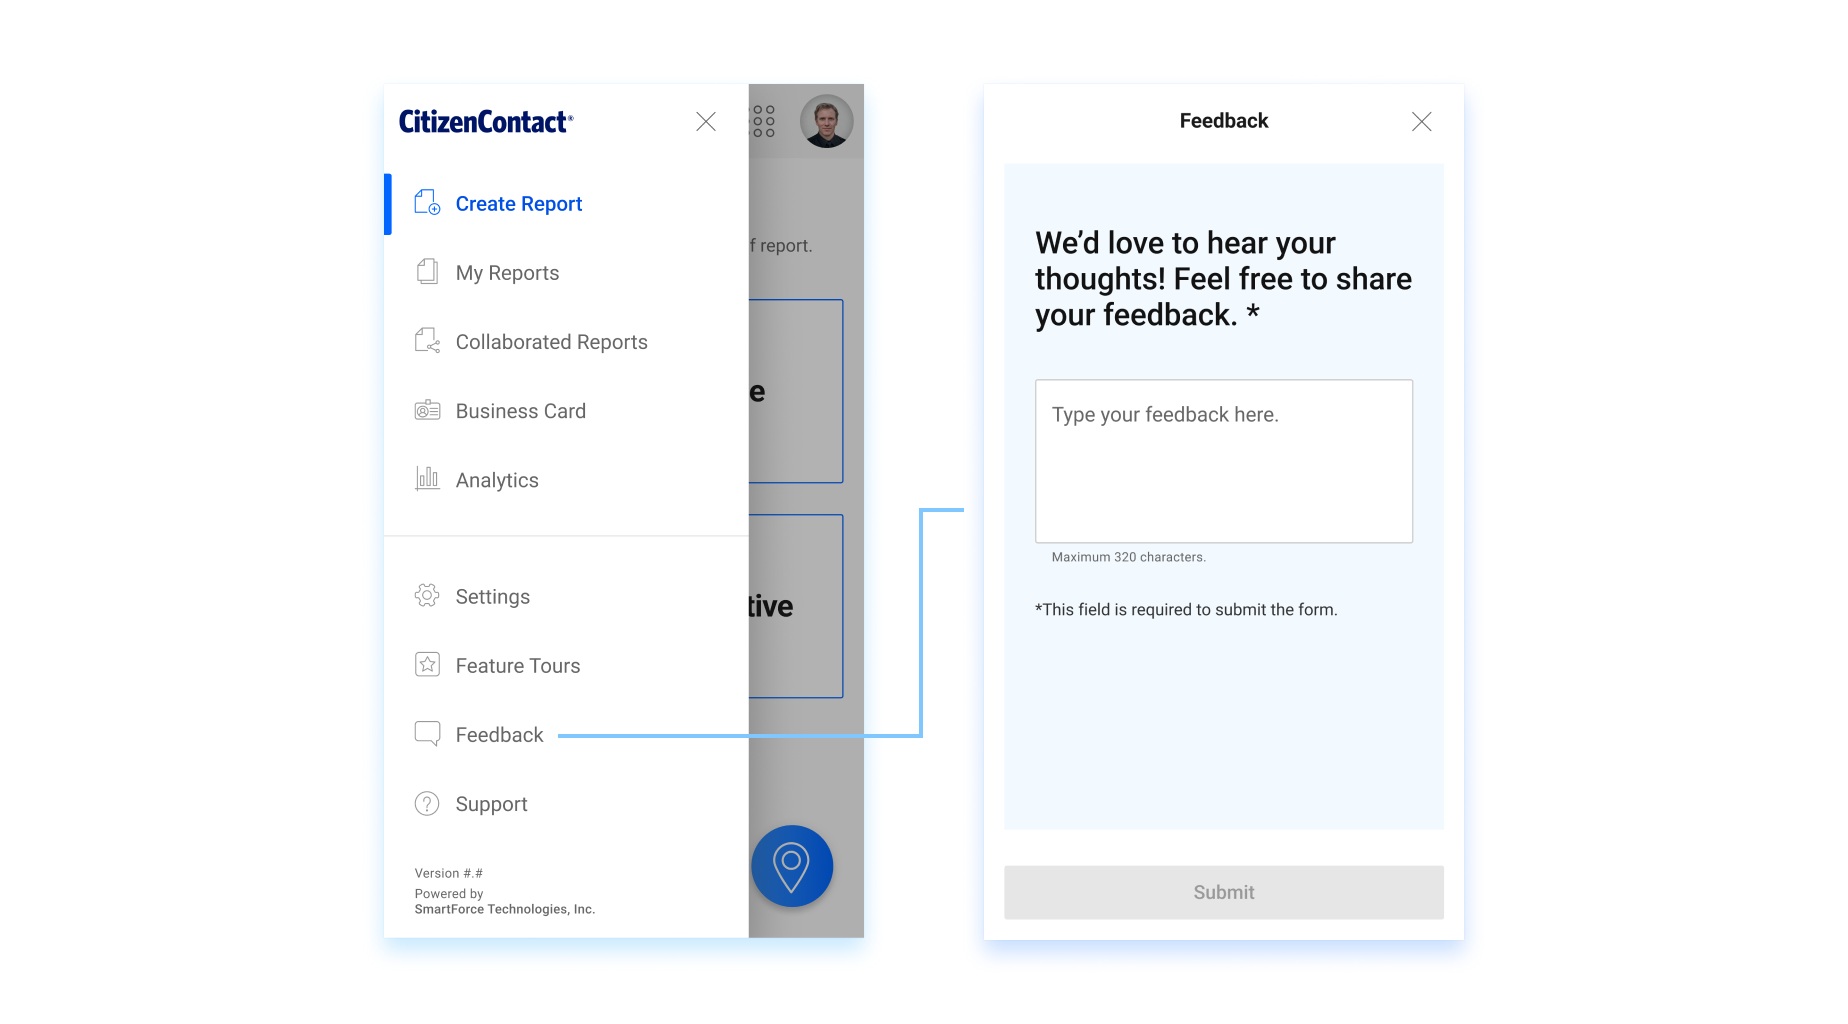 CitizenContact®
Create Report
My Reports
Collaborated Reports
Business Card
Analytics
Settings
Feature Tours
Feedback
Support
Version #.#
Powered by
SmartForce Technologies, Inc.
f report.
e
tive
Feedback
We’d love to hear your
thoughts! Feel free to share
your feedback. *
Type your feedback here.
Maximum 320 characters.
*This field is required to submit the form.
Submit